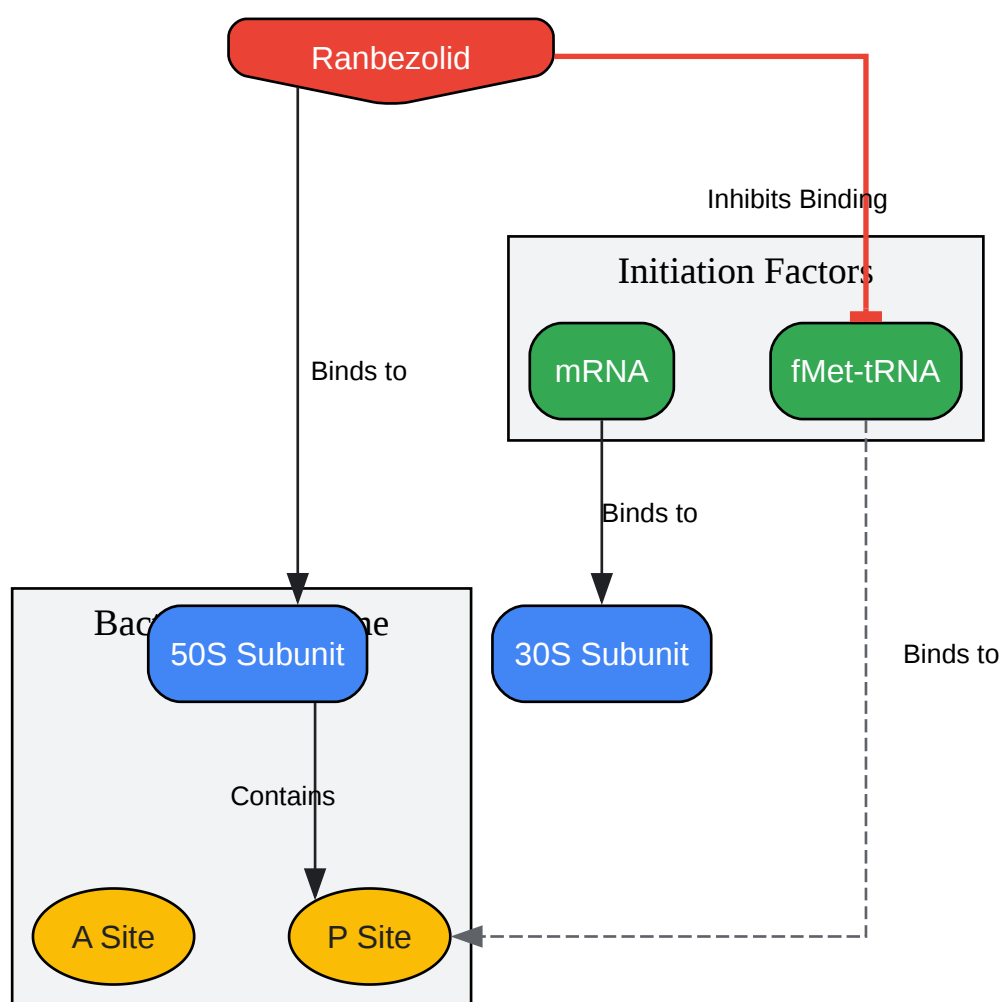 Ranbezolid
Inhibits Binding
Initiation Factors
mRNA
fMet-tRNA
Binds to
Binds to
50S Subunit
30S Subunit
Binds to
Contains
A Site
P Site